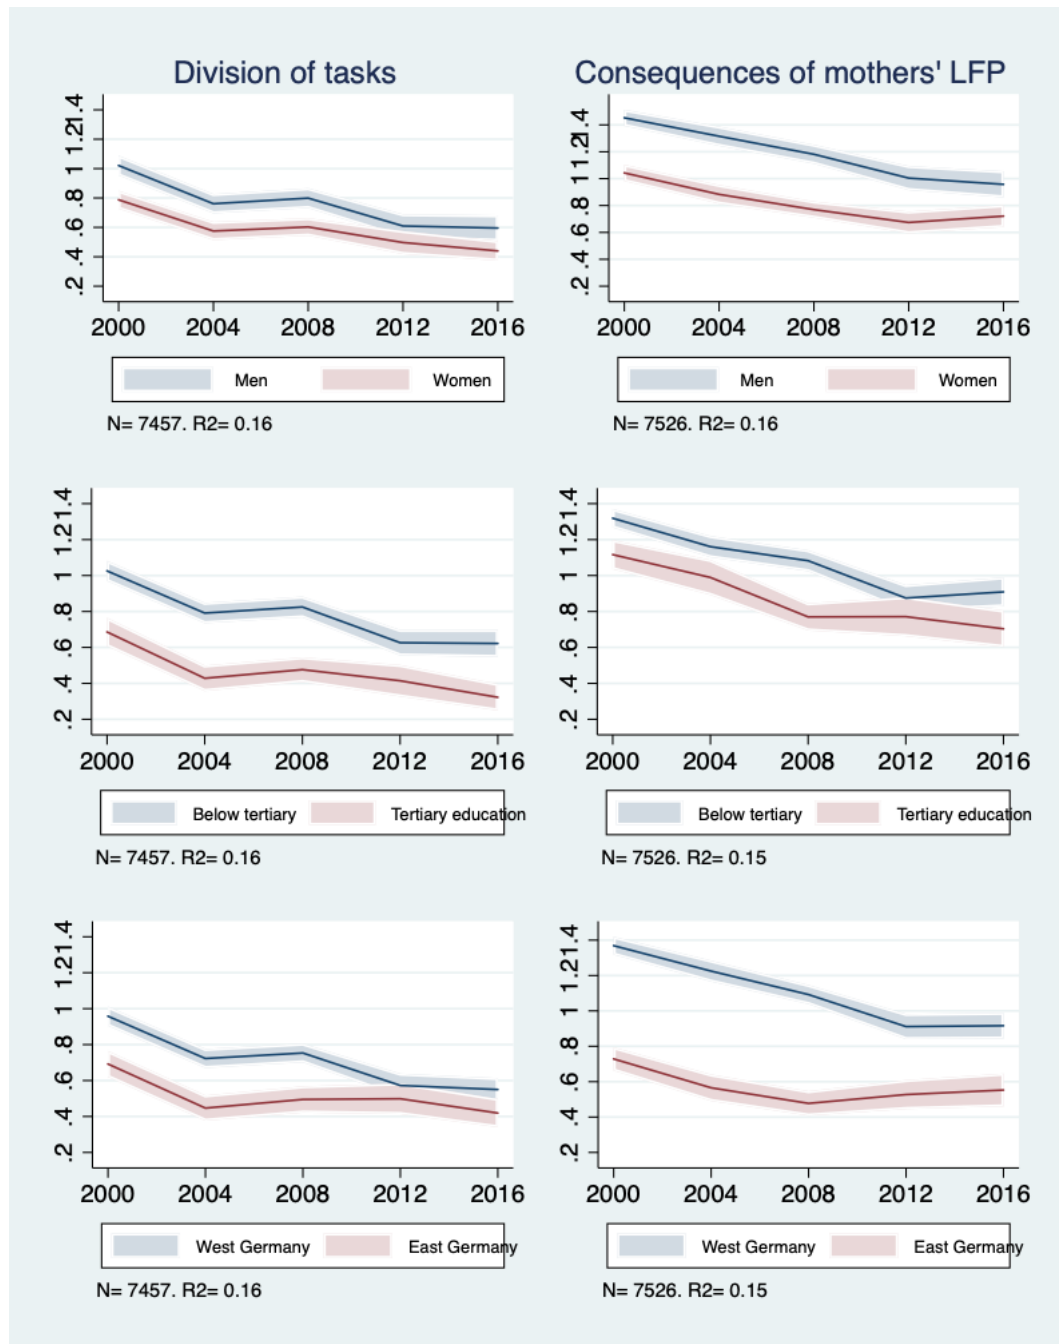 Division of tasks
Consequences of mothers' LFP
1.4
1.2
1
.8
.6
.4
.2
2000 2004 2008 2012 2016
Men Women
N= 7457. R2= 0.16
1.4
1.2
1
.8
.6
.4
.2
2000 2004 2008 2012 2016
Men Women
N= 7526. R2= 0.16
1.4
1.2
1
.8
.6
.4
.2
2000 2004 2008 2012 2016
Below tertiary Tertiary education
N= 7457. R2= 0.16
1.4
1.2
1
.8
.6
.4
.2
2000 2004 2008 2012 2016
Below tertiary Tertiary education
N= 7526. R2= 0.15
1.4
1.2
1
.8
.6
.4
.2
2000 2004 2008 2012 2016
West Germany East Germany
N= 7457. R2= 0.16
1.4
1.2
1
.8
.6
.4
.2
2000 2004 2008 2012 2016
West Germany East Germany
N= 7526. R2= 0.15